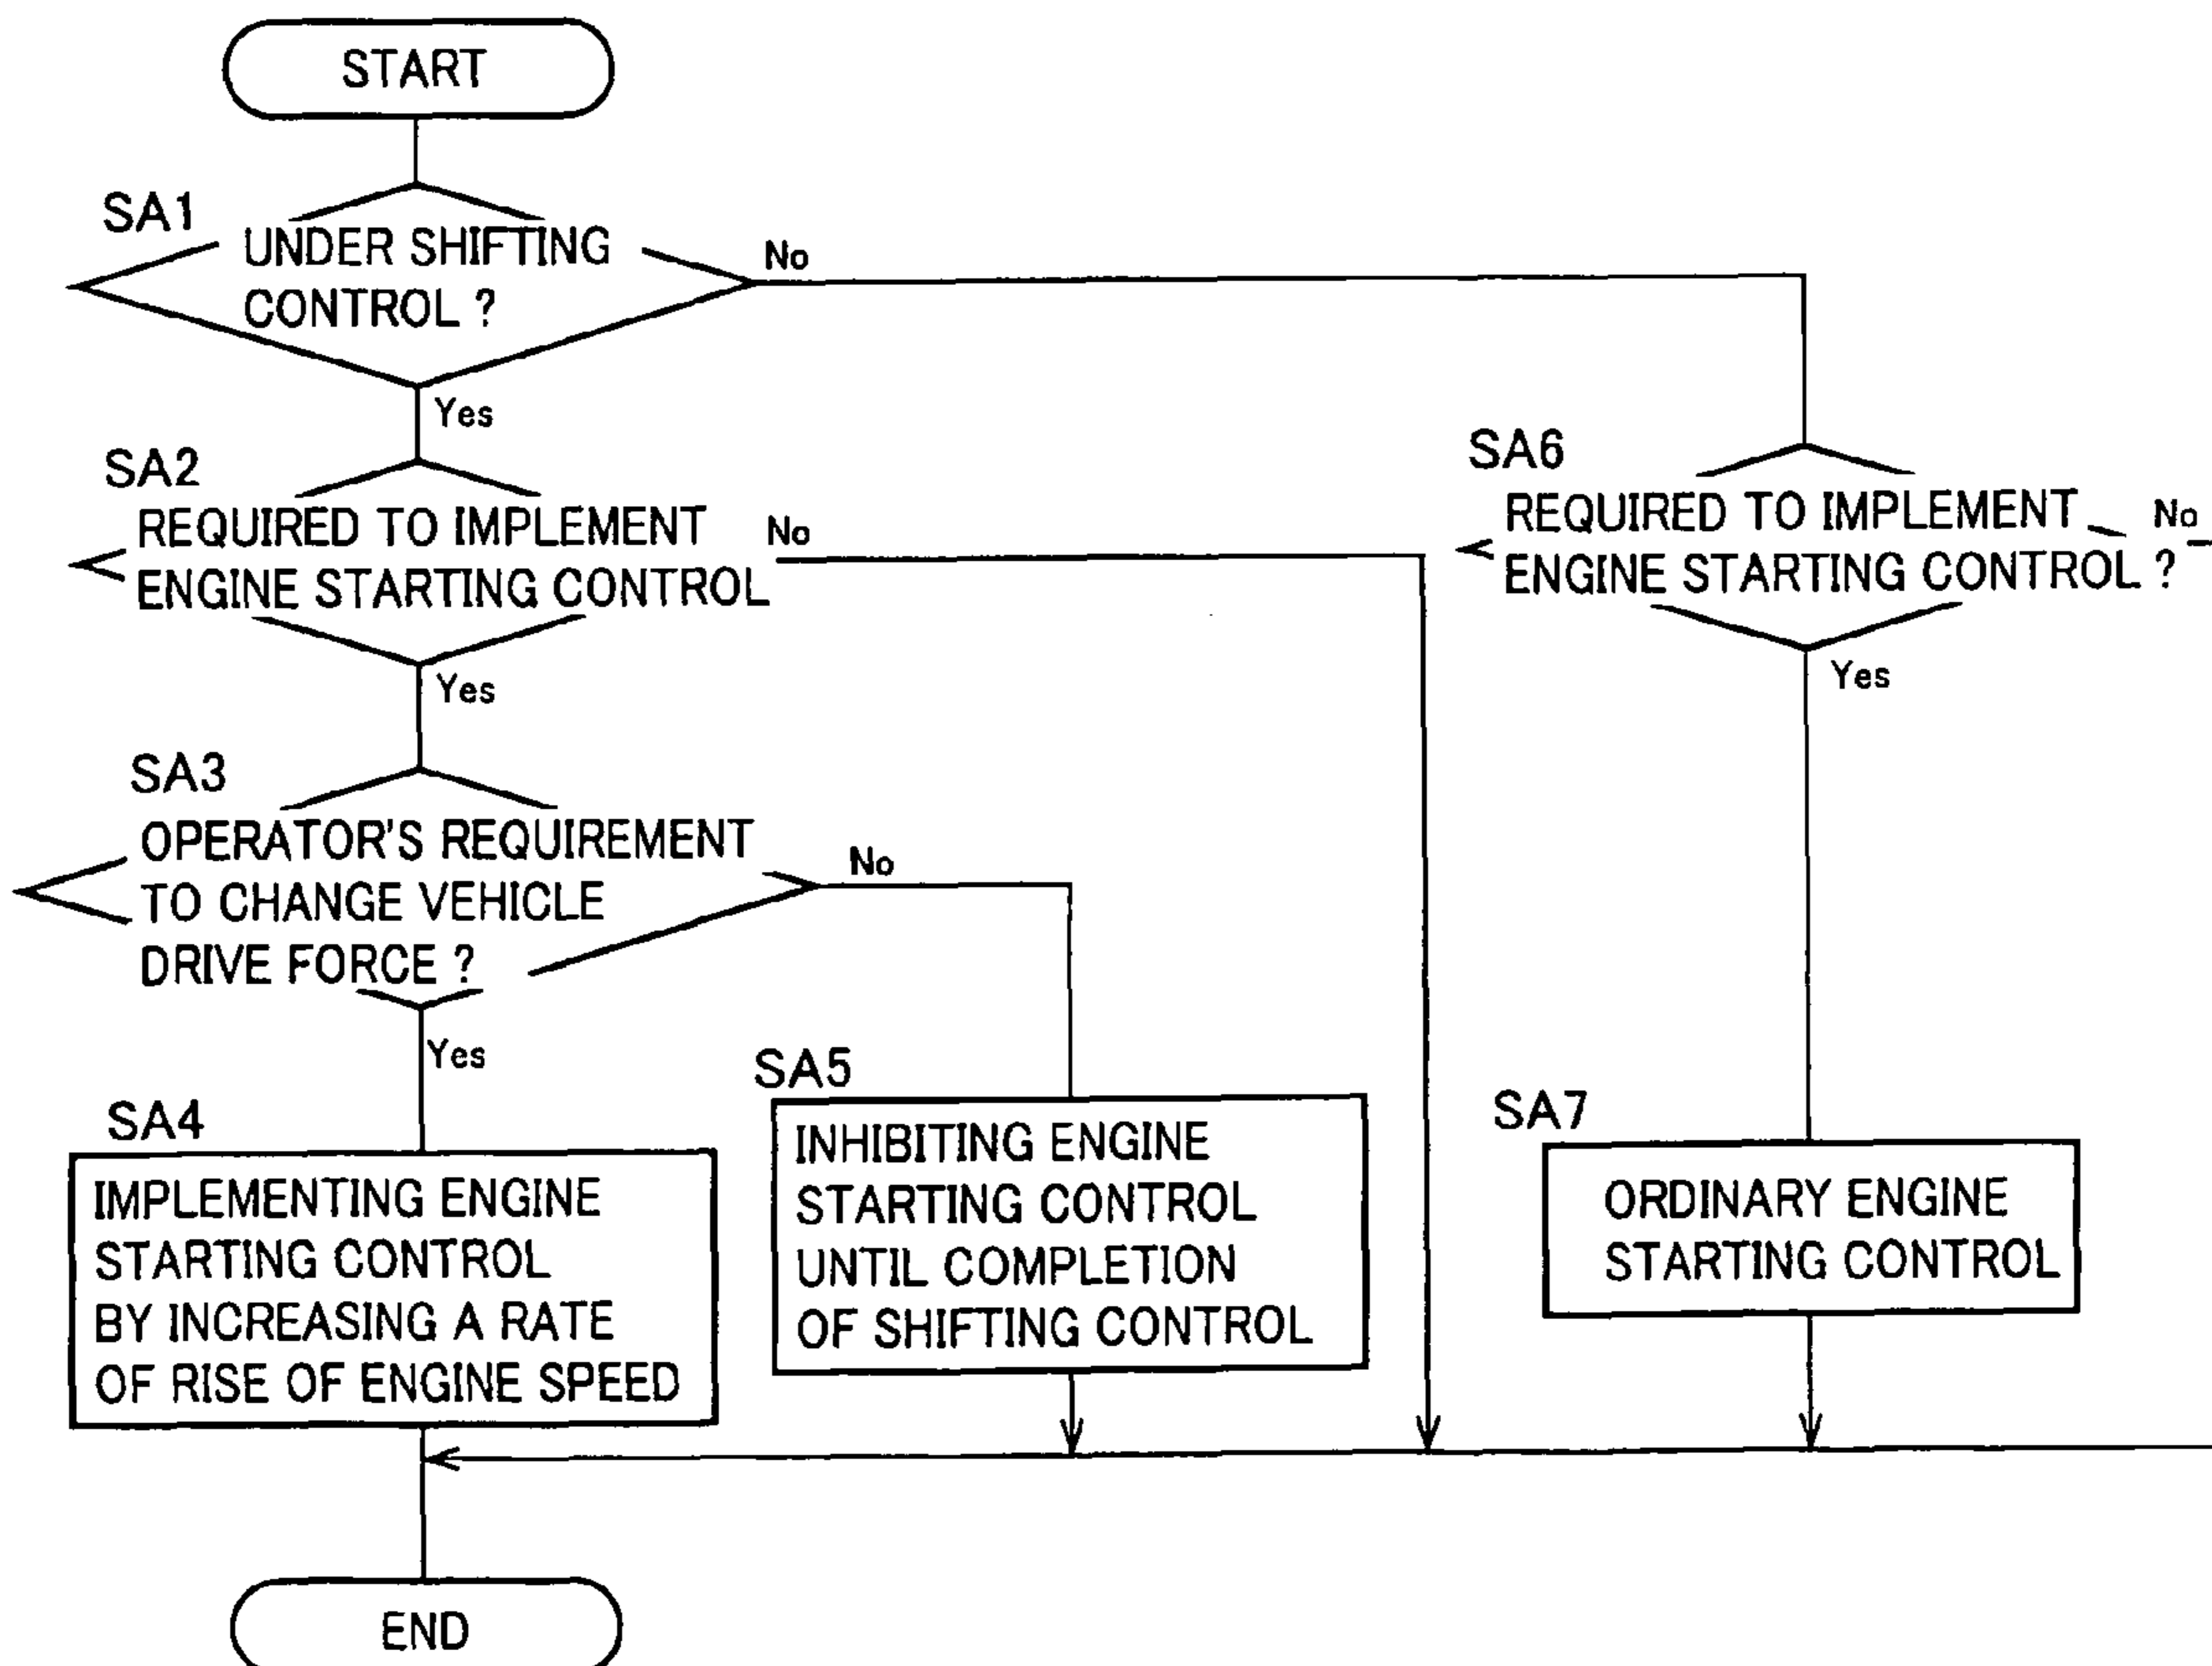 START
SA1
UNDER SHIFTING
CONTROL ?
No
Yes
SA2
REQUIRED TO IMPLEMENT
ENGINE STARTING CONTROL
No
Yes
SA6
REQUIRED TO IMPLEMENT
ENGINE STARTING CONTROL ?
No
Yes
SA3
OPERATOR'S REQUIREMENT
TO CHANGE VEHICLE
DRIVE FORCE ?
No
Yes
SA4
IMPLEMENTING ENGINE
STARTING CONTROL
BY INCREASING A RATE
OF RISE OF ENGINE SPEED
SA5
INHIBITING ENGINE
STARTING CONTROL
UNTIL COMPLETION
OF SHIFTING CONTROL
SA7
ORDINARY ENGINE
STARTING CONTROL
END